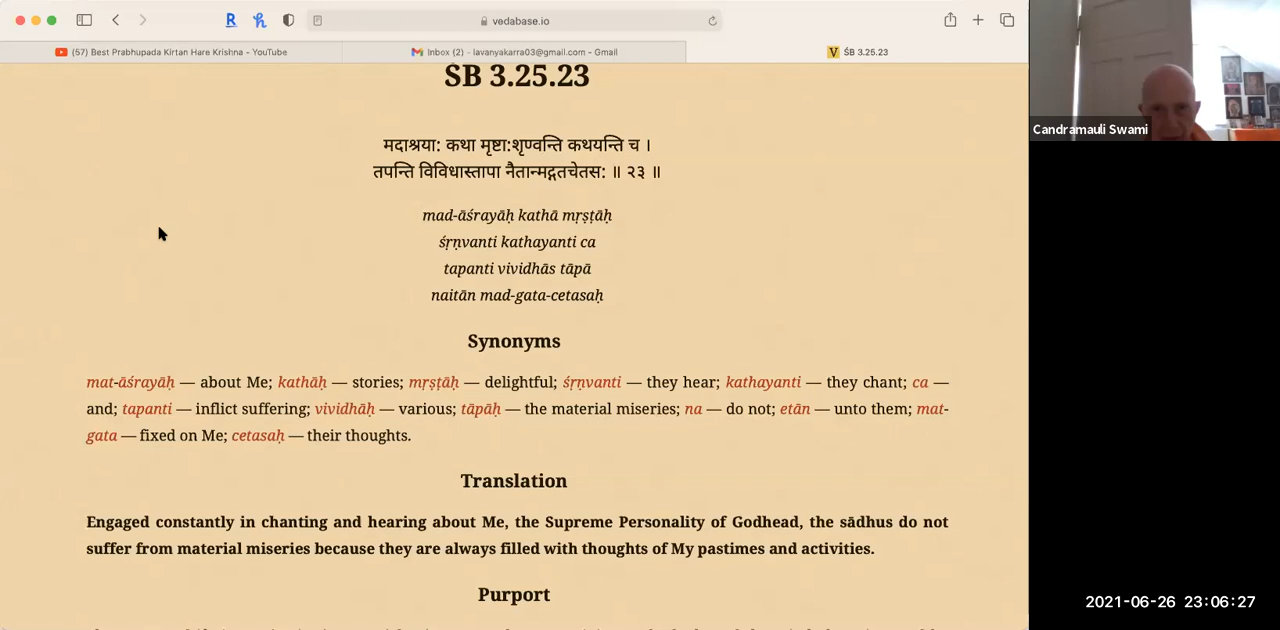 R
vedabase.io
(57) Best Prabhupada Kirtan Hare Krishna - YouTube
Inbox (2) - lavanyakarra03@gmail.com - Gmail
V ŚB 3.25.23
ŚB 3.25.23
मदाश्रया: कथा मृष्टा:शृण्वन्ति कथयन्ति च ।
तपन्ति विविधास्तापा नैतान्मद्गतचेतस: ॥ २३ ॥
mad-āśrayāḥ kathā mṛṣṭāḥ
śṛṇvanti kathayanti ca
tapanti vividhās tāpā
naitān mad-gata-cetasaḥ
Synonyms
mat-āśrayāḥ — about Me; kathāḥ — stories; mṛṣṭāḥ — delightful; śṛṇvanti — they hear; kathayanti — they chant; ca —
and; tapanti — inflict suffering; vividhāḥ — various; tāpāḥ — the material miseries; na — do not; etān — unto them; mat-
gata — fixed on Me; cetasaḥ — their thoughts.
Translation
Engaged constantly in chanting and hearing about Me, the Supreme Personality of Godhead, the sādhus do not
suffer from material miseries because they are always filled with thoughts of My pastimes and activities.
Purport
Candramauli Swami
2021-06-26 23:06:27